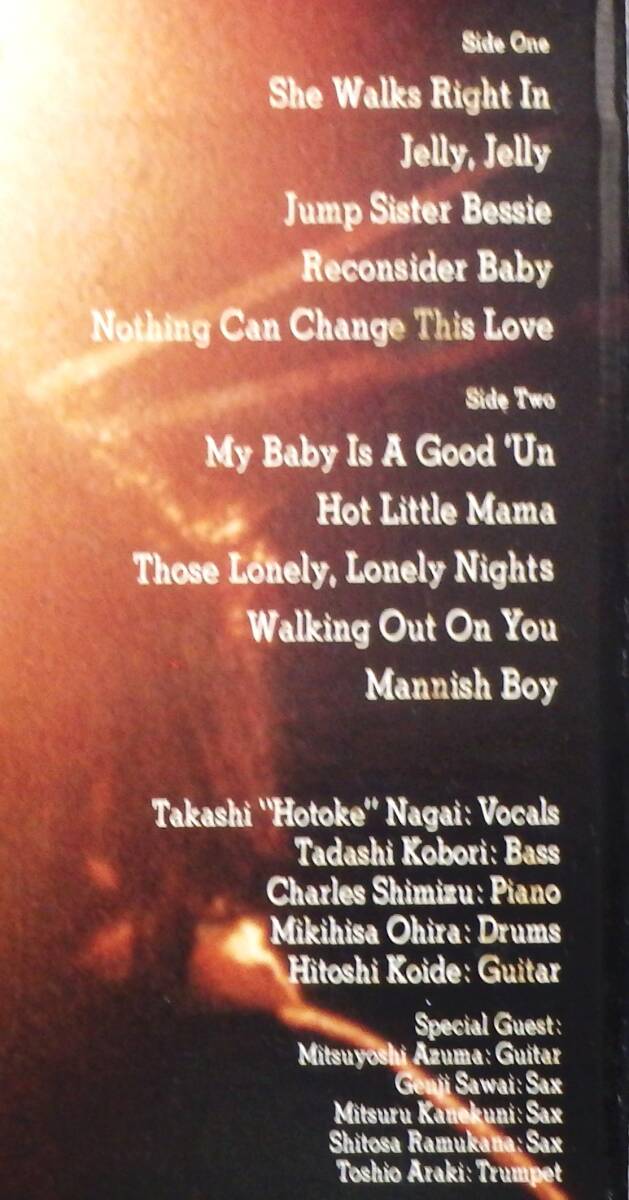 Side One
She Walks Right In
Jelly, Jelly
Jump Sister Bessie
Reconsider Baby
Nothing Can Change This Love
Side Two
My Baby Is A Good 'Un
Hot Little Mama
Those Lonely, Lonely Nights
Walking Out On You
Mannish Boy
Takashi "Hotoke" Nagai: Vocals
Tadashi Kobori: Bass
Charles Shimizu: Piano
Mikihisa Ohira: Drums
Hitoshi Koide: Guitar
Special Guest:
Mitsuyoshi Azuma: Guitar
Genji Sawai: Sax
Mitsuru Kanekuni: Sax
Shitosa Ramukana: Sax
Toshio Araki: Trumpet